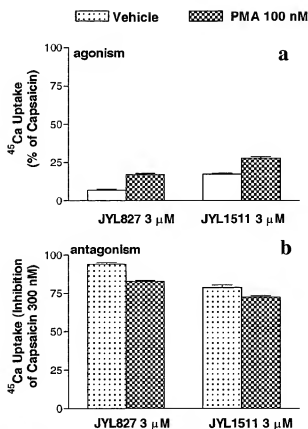 Vehicle PMA 100 nM
agonism a
45Ca Uptake
(% of Capsaicin)
100
75
50
25
0
JYL827 3 μM JYL1511 3 μM
antagonism b
45Ca Uptake (Inhibition
of Capsaicin 300 nM)
100
75
50
25
0
JYL827 3 μM JYL1511 3 μM